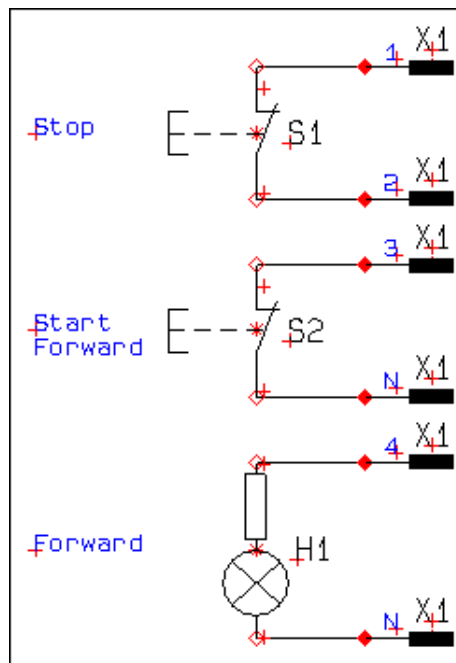 1 X1
Stop S1
2 X1
3 X1
Start S2
Forward
N X1
4 X1
Forward H1
N X1